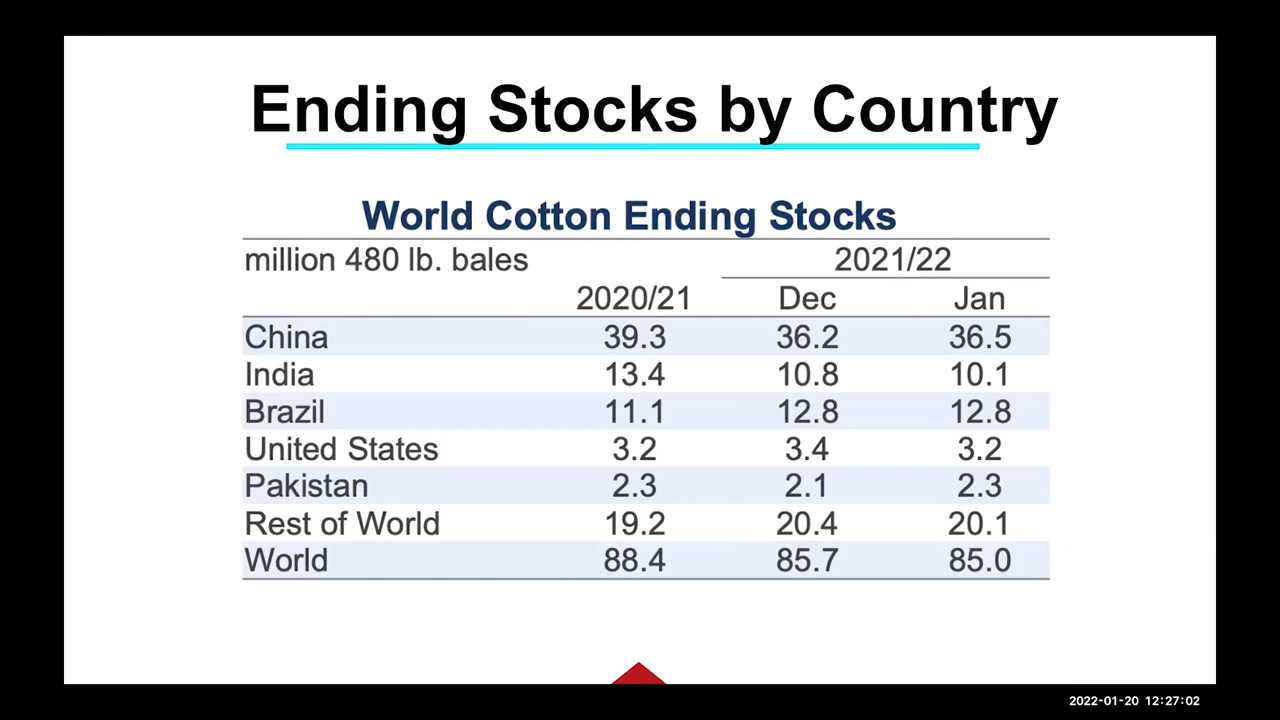 Ending Stocks by Country
World Cotton Ending Stocks
million 480 lb. bales 2021/22
2020/21 Dec Jan
China 39.3 36.2 36.5
India 13.4 10.8 10.1
Brazil 11.1 12.8 12.8
United States 3.2 3.4 3.2
Pakistan 2.3 2.1 2.3
Rest of World 19.2 20.4 20.1
World 88.4 85.7 85.0
2022-01-20 12:27:02